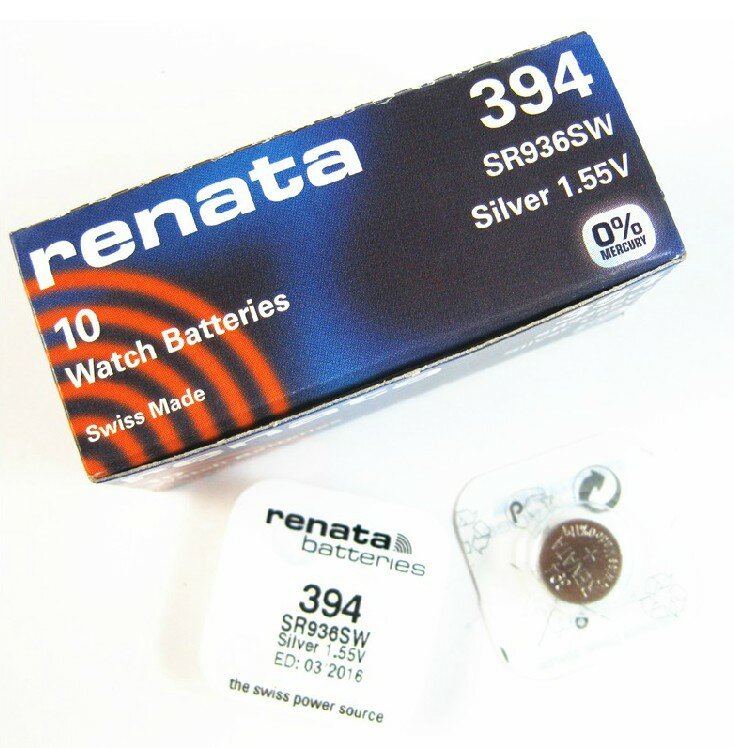 renata
394
SR936SW
Silver 1.55V
0%
MERCURY
10
Watch Batteries
Swiss Made
renata
batteries
394
SR936SW
Silver 1.55V
ED: 03/2016
the swiss power source